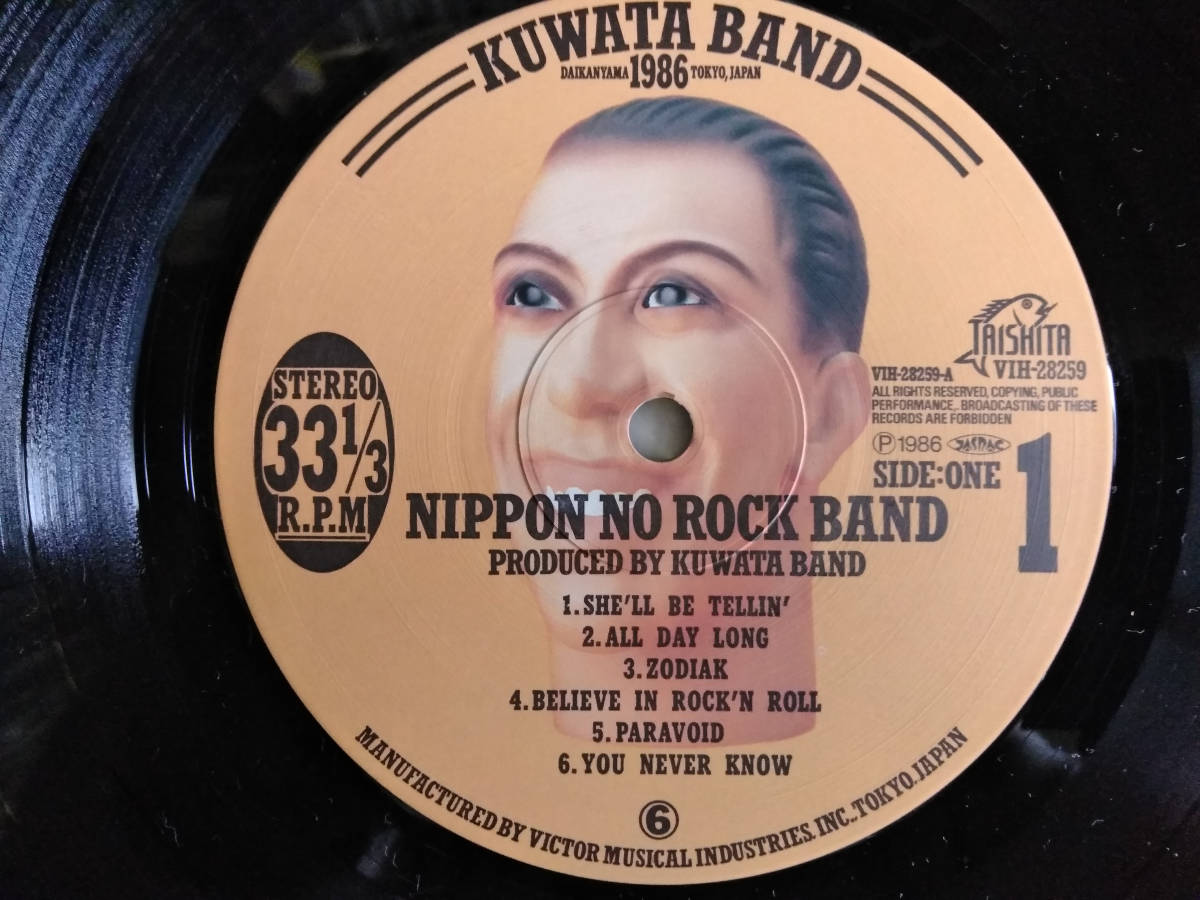 KUWATA BAND
DAIKANYAMA 1986 TOKYO, JAPAN
TAISHITA
VIH-28259
VIH-28259-A
ALL RIGHTS RESERVED, COPYING, PUBLIC
PERFORMANCE,. BROADCASTING OF THESE
RECORDS ARE FORBIDDEN
Ⓟ1986 JASRAC
SIDE:ONE 1
STEREO
33 1/3
R.P.M
NIPPON NO ROCK BAND
PRODUCED BY KUWATA BAND
1.SHE'LL BE TELLIN'
2.ALL DAY LONG
3.ZODIAK
4.BELIEVE IN ROCK'N ROLL
5.PARAVOID
6.YOU NEVER KNOW
⑥
MANUFACTURED BY VICTOR MUSICAL INDUSTRIES. INC., TOKYO. JAPAN